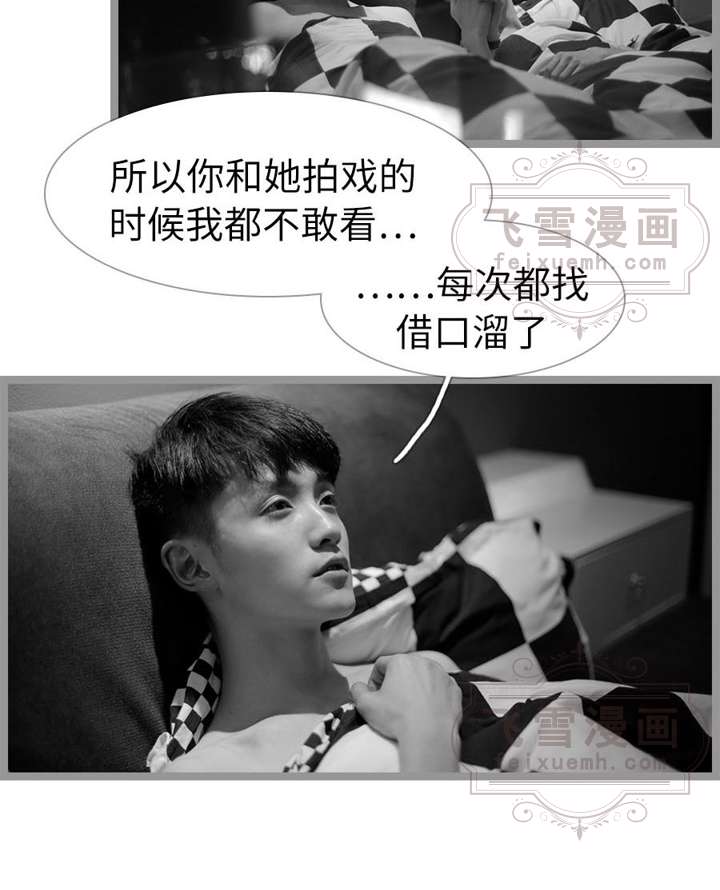 所以你和她拍戏的
时候我都不敢看...
飞雪漫画
feixuemh.com
......每次都找
借口溜了
飞雪漫画
feixuemh.com